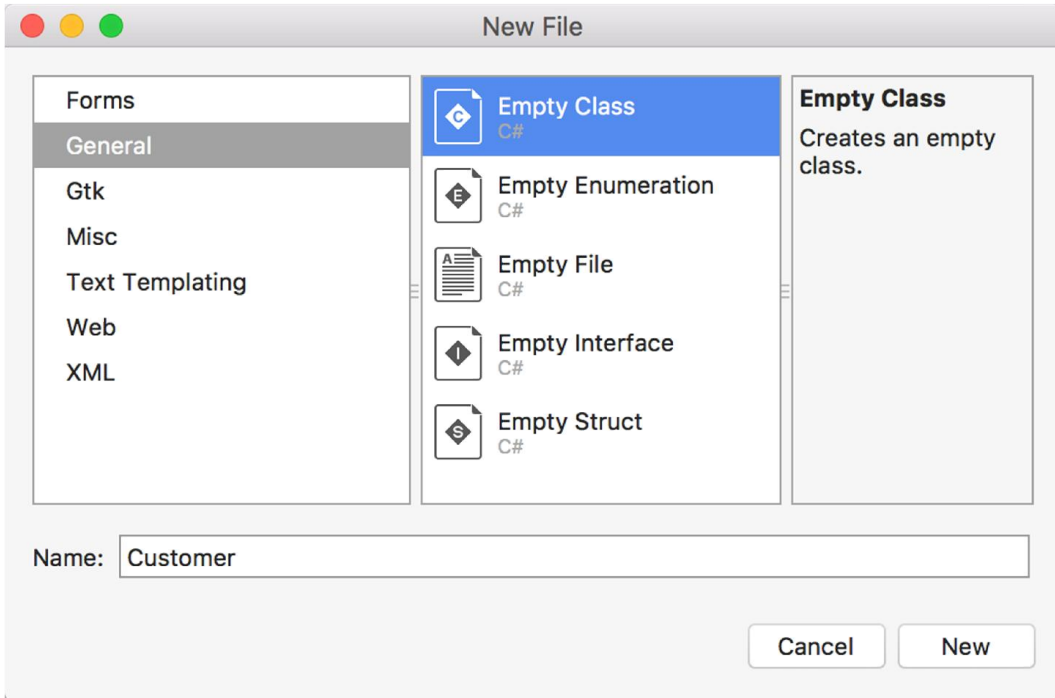 New File
Forms
General
Gtk
Misc
Text Templating
Web
XML
Empty Class
C#
Empty Enumeration
C#
Empty File
C#
Empty Interface
C#
Empty Struct
C#
Empty Class
Creates an empty
class.
Name: Customer
Cancel New